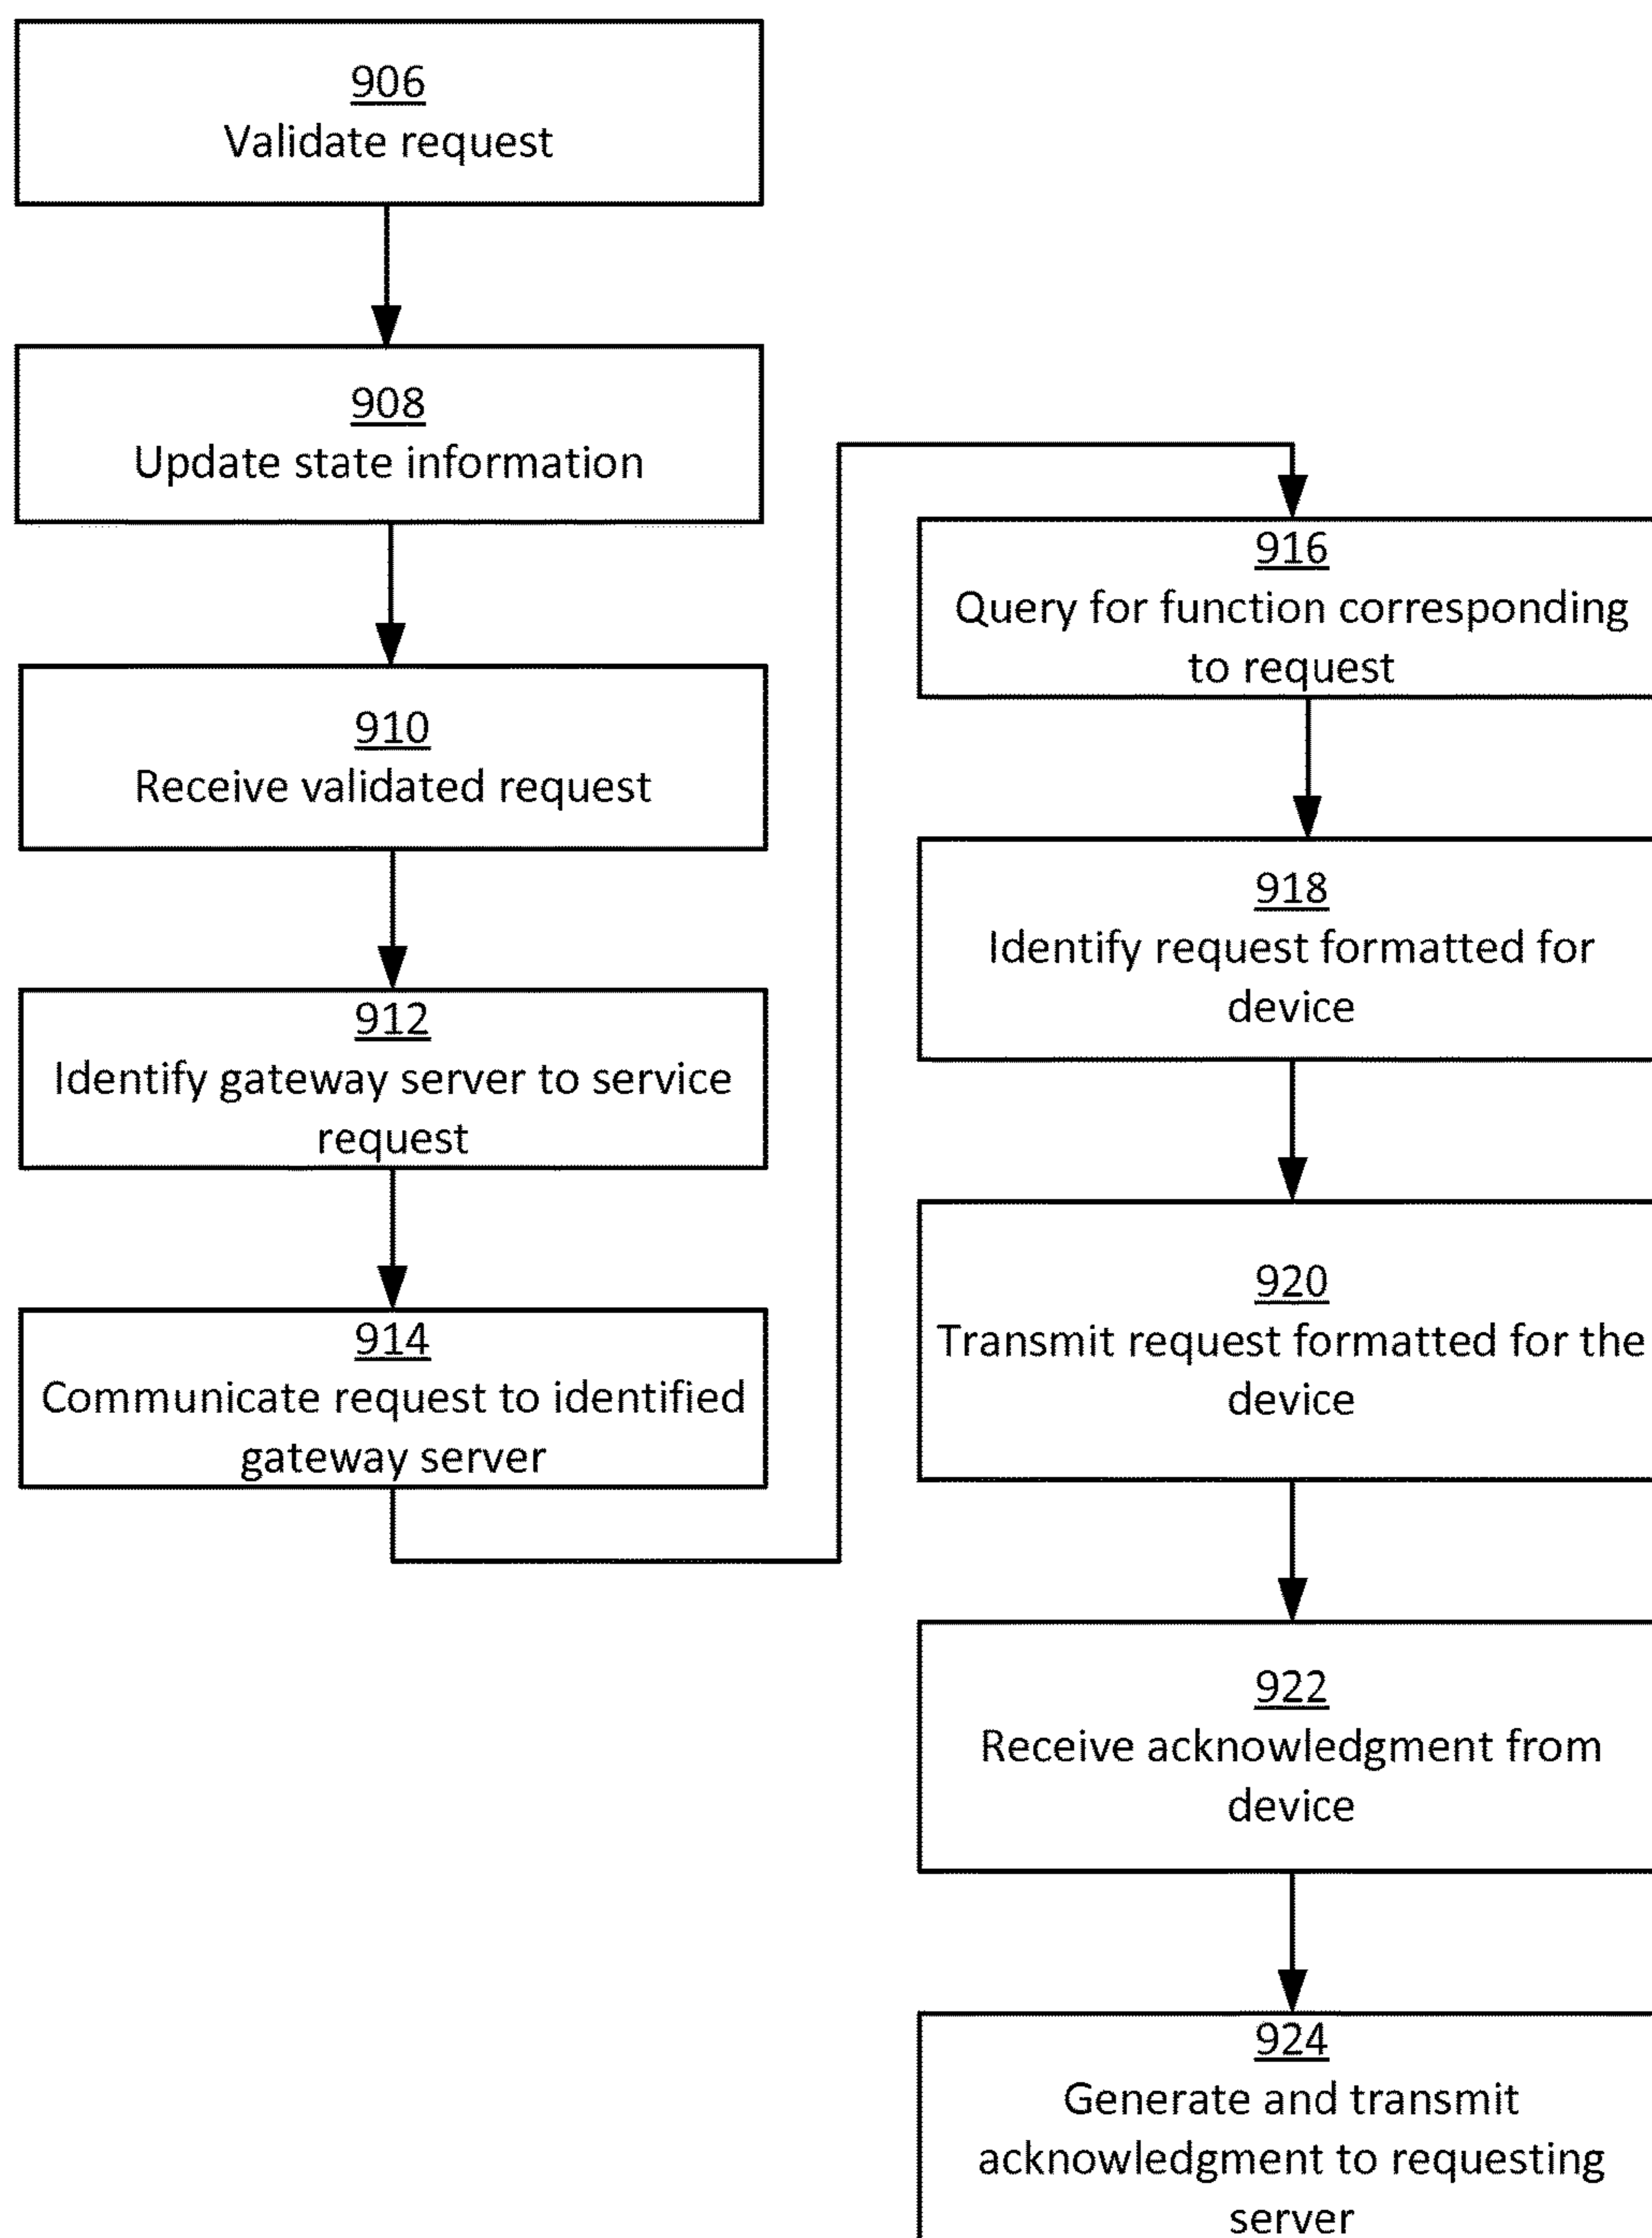 906
Validate request
908
Update state information
910
Receive validated request
912
Identify gateway server to service
request
914
Communicate request to identified
gateway server
916
Query for function corresponding
to request
918
Identify request formatted for
device
920
Transmit request formatted for the
device
922
Receive acknowledgment from
device
924
Generate and transmit
acknowledgment to requesting
server